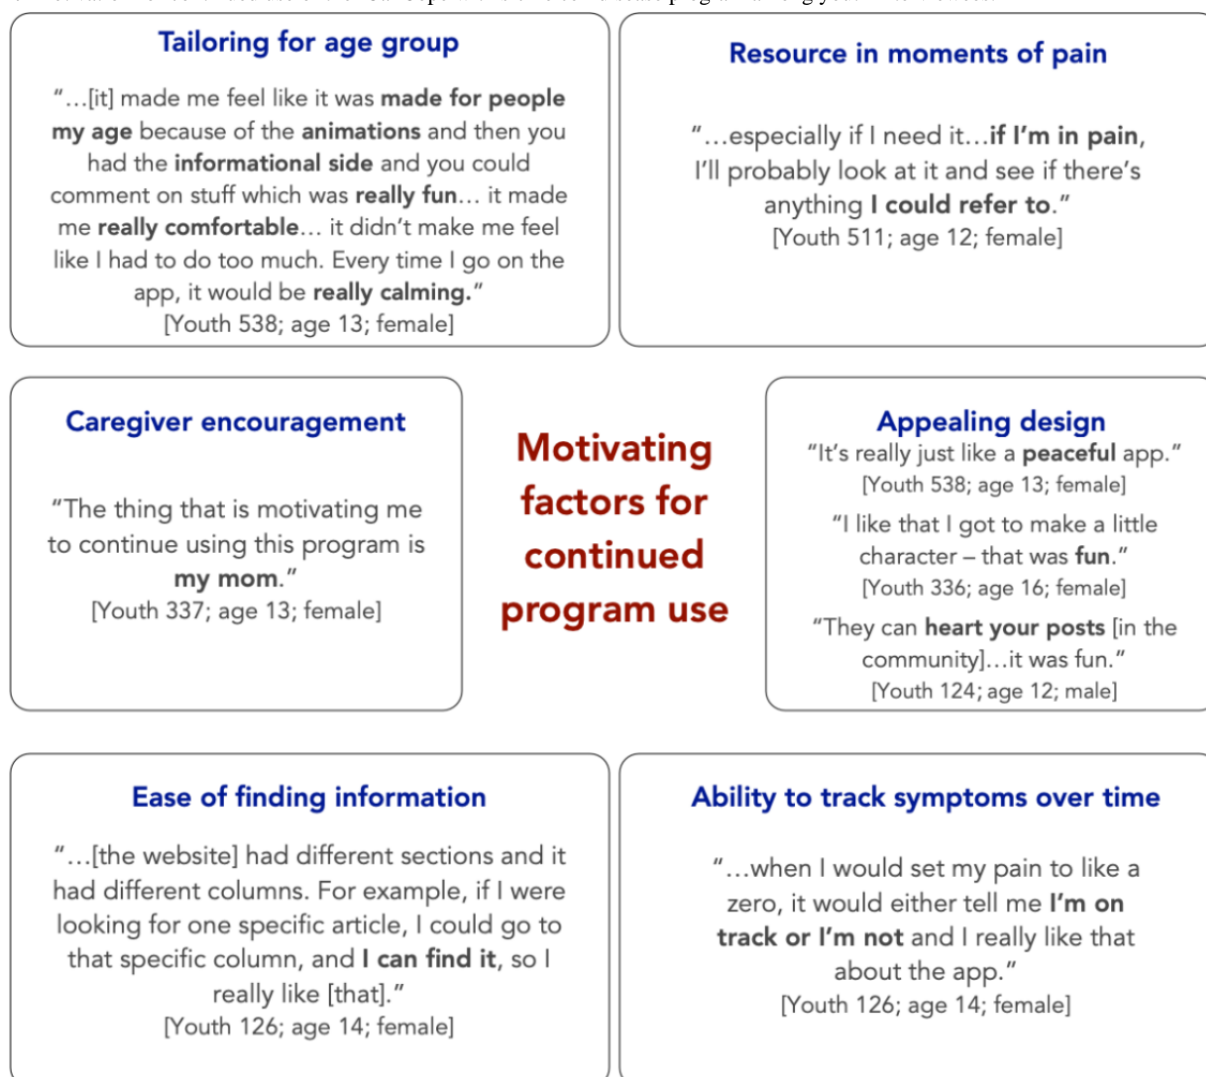 Tailoring for age group
"…[it] made me feel like it was made for people
my age because of the animations and then you
had the informational side and you could
comment on stuff which was really fun… it made
me really comfortable… it didn't make me feel
like I had to do too much. Every time I go on the
app, it would be really calming."
[Youth 538; age 13; female]
Resource in moments of pain
"…especially if I need it…if I'm in pain,
I'll probably look at it and see if there's
anything I could refer to."
[Youth 511; age 12; female]
Caregiver encouragement
"The thing that is motivating me
to continue using this program is
my mom."
[Youth 337; age 13; female]
Motivating
factors for
continued
program use
Appealing design
"It's really just like a peaceful app."
[Youth 538; age 13; female]
"I like that I got to make a little
character – that was fun."
[Youth 336; age 16; female]
"They can heart your posts [in the
community]…it was fun."
[Youth 124; age 12; male]
Ease of finding information
"…[the website] had different sections and it
had different columns. For example, if I were
looking for one specific article, I could go to
that specific column, and I can find it, so I
really like [that]."
[Youth 126; age 14; female]
Ability to track symptoms over time
"…when I would set my pain to like a
zero, it would either tell me I'm on
track or I'm not and I really like that
about the app."
[Youth 126; age 14; female]